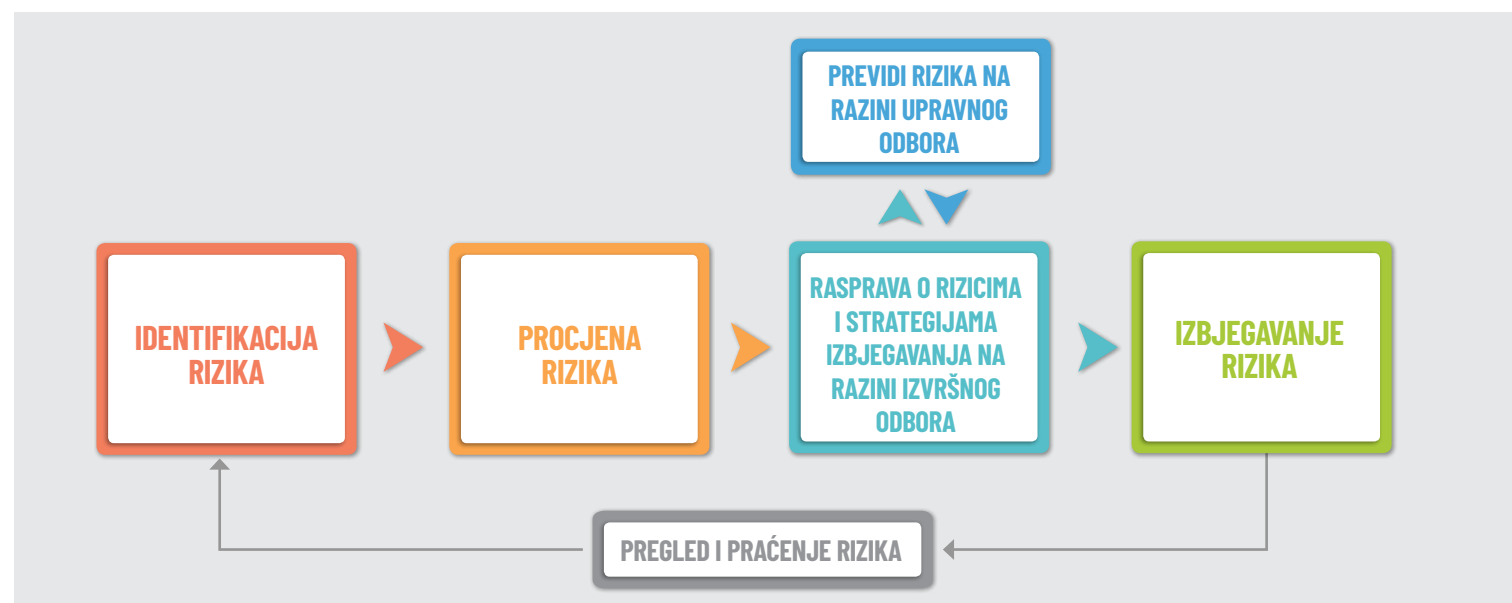 PREVIDI RIZIKA NA
RAZINI UPRAVNOG
ODBORA
IDENTIFIKACIJA
RIZIKA
PROCJENA
RIZIKA
RASPRAVA O RIZICIMA
I STRATEGIJAMA
IZBJEGAVANJA NA
RAZINI IZVRŠNOG
ODBORA
IZBJEGAVANJE
RIZIKA
PREGLED I PRAĆENJE RIZIKA